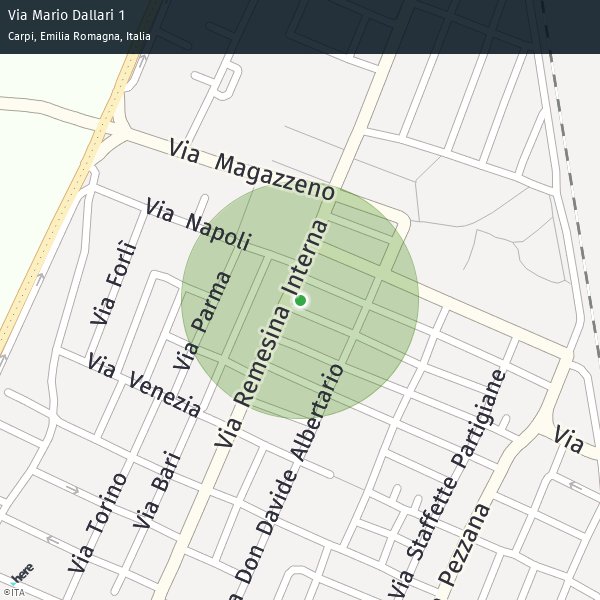 Via Mario Dallari 1
Carpi, Emilia Romagna, Italia
Via Magazzeno
Via Napoli
Via Forlì
Via Parma
Via Remesina Interna
Via Venezia
Via Don Davide Albertario
Via Staffette Partigiane
Via
Via Bari
Via Torino
Pezzana
here
©ITA